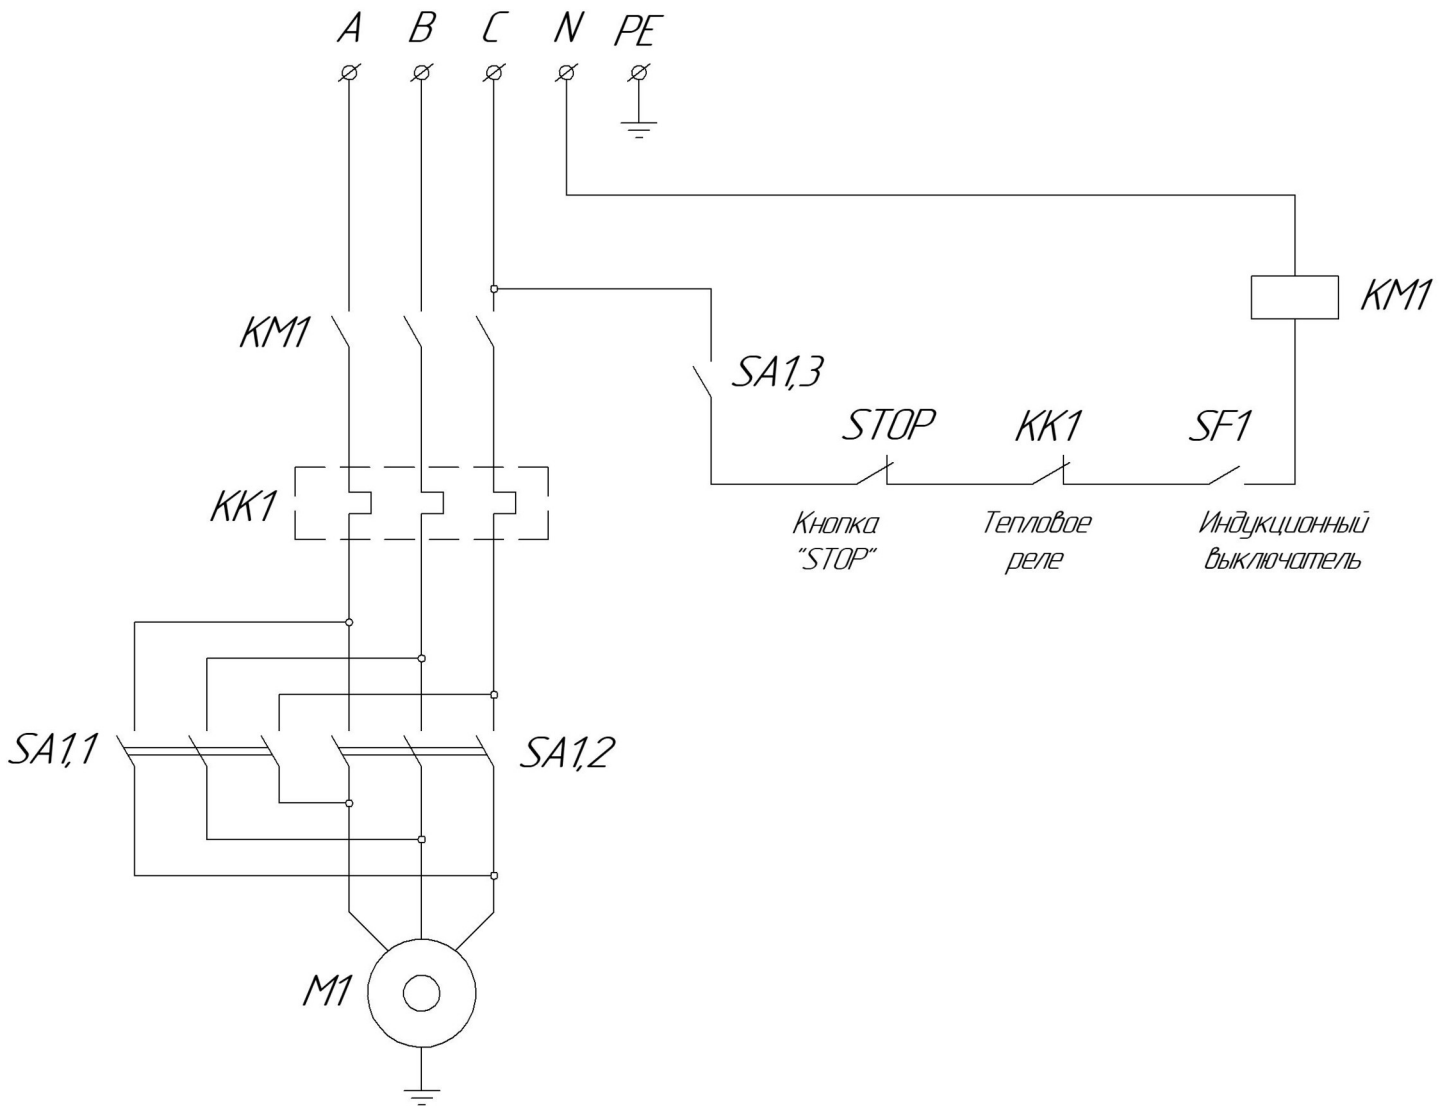 A B C N PE
KM1
KM1
SA1,3
STOP KK1 SF1
KK1
Кнопка
"STOP"
Тепловое
реле
Индукционный
выключатель
SA1,1
SA1,2
M1